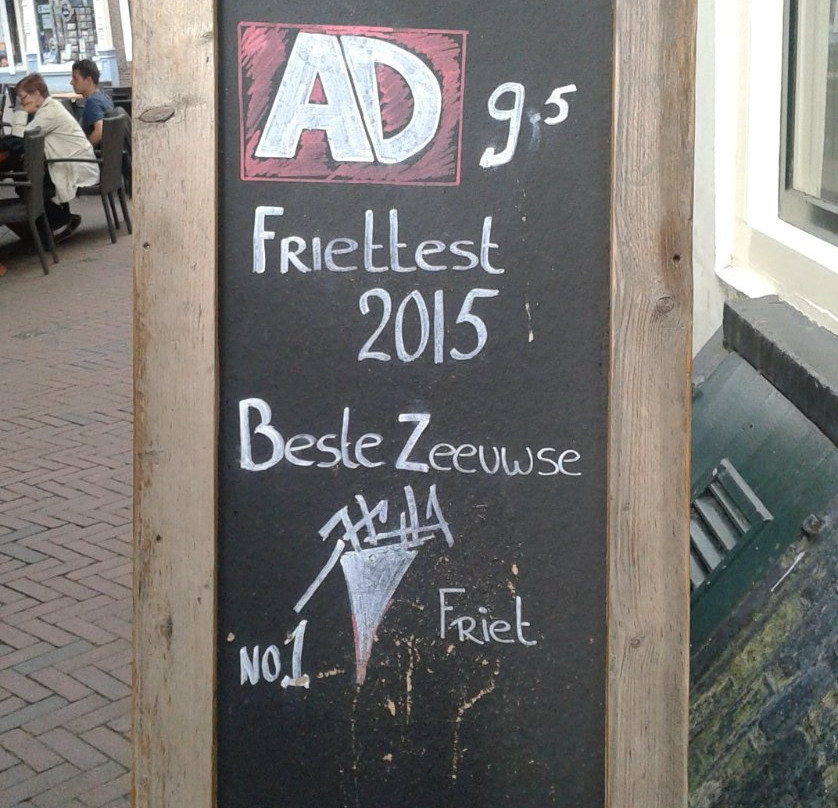 AD 9,5
Friettest
2015
Beste Zeeuwse
Friet
No1